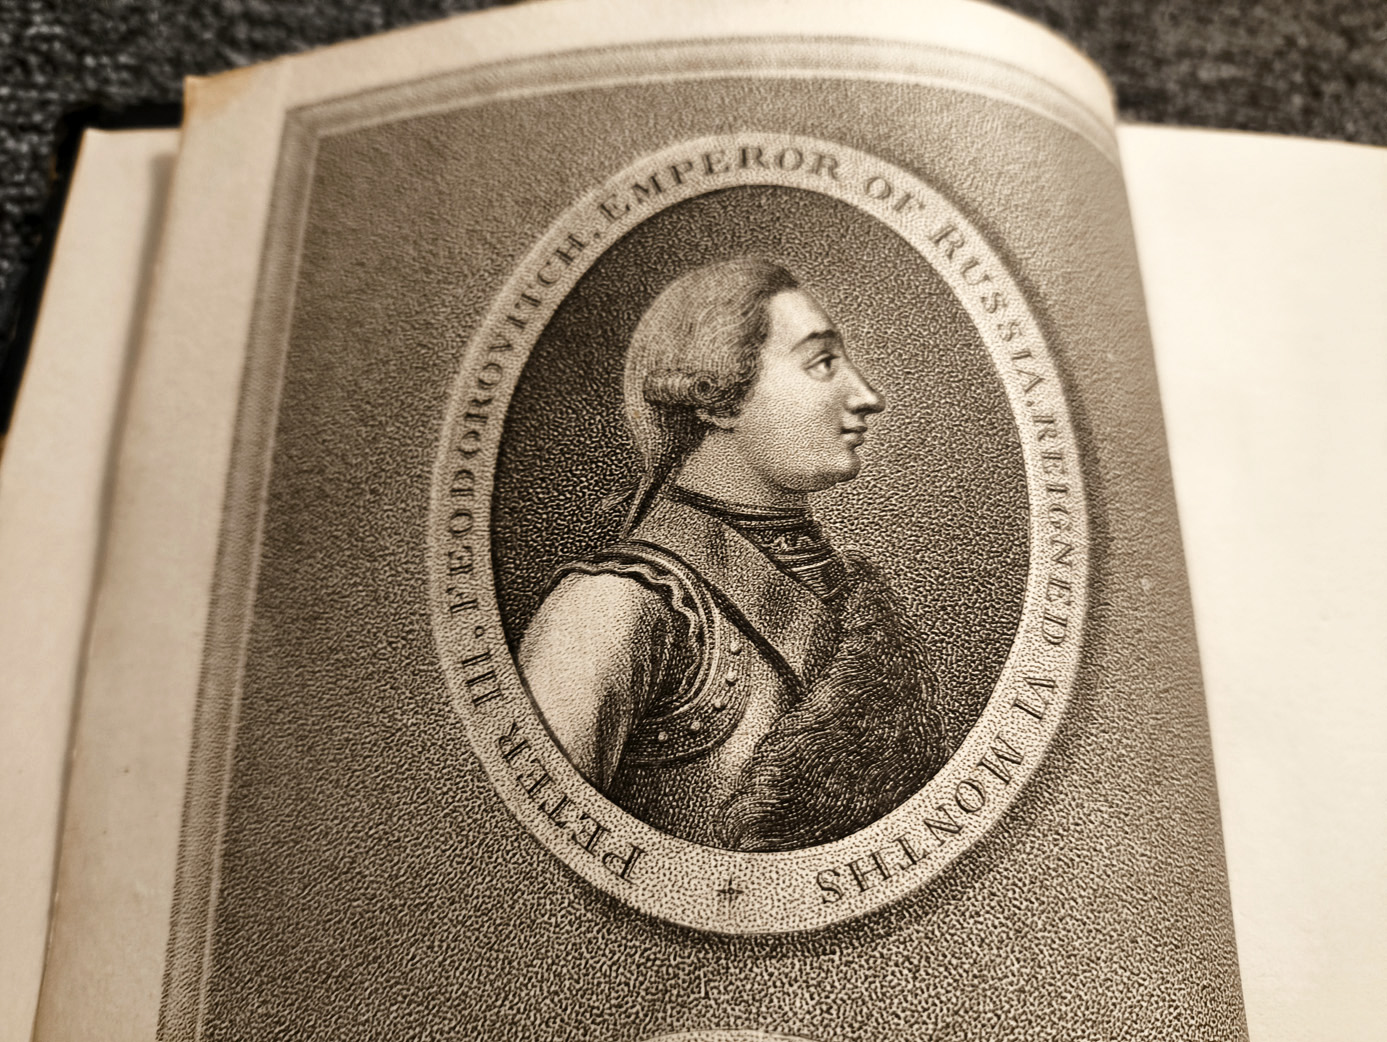 PETER III. FEODOROVITCH, EMPEROR OF RUSSIA, REIGNED VI MONTHS